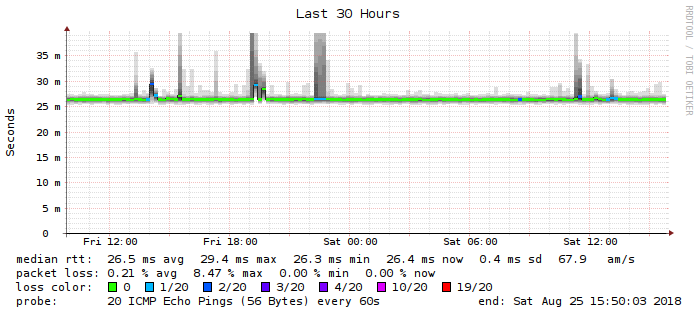 Last 30 Hours
RRDTOOL / TOBI OETIKER
Seconds
35 m
30 m
25 m
20 m
15 m
10 m
5 m
0
Fri 12:00 Fri 18:00 Sat 00:00 Sat 06:00 Sat 12:00
median rtt: 26.5 ms avg 29.4 ms max 26.3 ms min 26.4 ms now 0.4 ms sd 67.9 am/s
packet loss: 0.21 % avg 8.47 % max 0.00 % min 0.00 % now
loss color: 0 1/20 2/20 3/20 4/20 10/20 19/20
probe: 20 ICMP Echo Pings (56 Bytes) every 60s end: Sat Aug 25 15:50:03 2018